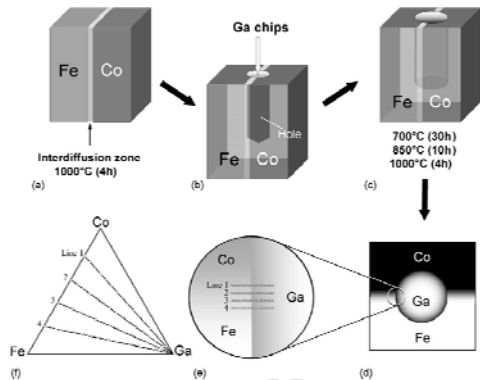 Fe
Co
Interdiffusion zone
1000°C (4h)
(a)
Ga chips
Hole
Fe
Co
(b)
Fe
Co
700°C (30h)
850°C (10h)
1000°C (4h)
(c)
Co
Line 1
2
3
4
Fe
Ga
(f)
Co
Line 1
2
3
4
Ga
Fe
(e)
Co
Ga
Fe
(d)